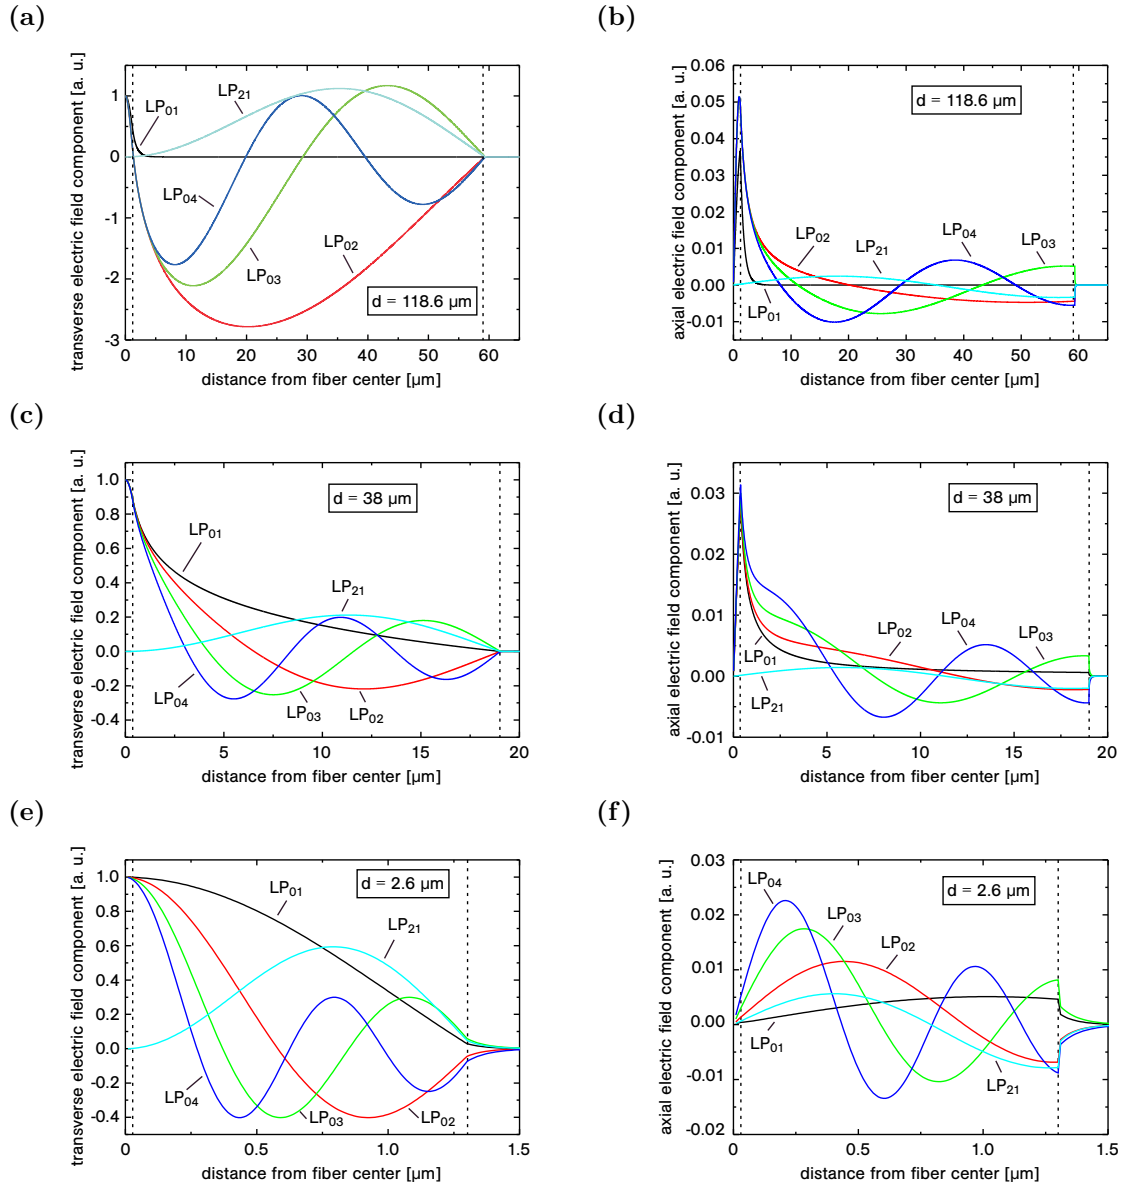 (a)
transverse electric field component [a. u.]
1
0
-1
-2
-3
LP01
LP21
LP04
LP03
LP02
d = 118.6 µm
0 10 20 30 40 50 60
distance from fiber center [µm]
(b)
axial electric field component [a. u.]
0.06
0.05
0.04
0.03
0.02
0.01
0.00
-0.01
d = 118.6 µm
LP02
LP21
LP04
LP03
LP01
0 10 20 30 40 50 60
distance from fiber center [µm]
(c)
transverse electric field component [a. u.]
1.0
0.8
0.6
0.4
0.2
0.0
-0.2
-0.4
d = 38 µm
LP01
LP21
LP04
LP03
LP02
0 5 10 15 20
distance from fiber center [µm]
(d)
axial electric field component [a. u.]
0.03
0.02
0.01
0.00
-0.01
d = 38 µm
LP01
LP02
LP04
LP03
LP21
0 5 10 15 20
distance from fiber center [µm]
(e)
transverse electric field component [a. u.]
1.0
0.8
0.6
0.4
0.2
0.0
-0.2
-0.4
d = 2.6 µm
LP01
LP21
LP04
LP03
LP02
0 0.5 1.0 1.5
distance from fiber center [µm]
(f)
axial electric field component [a. u.]
0.03
0.02
0.01
0.00
-0.01
-0.02
LP04
d = 2.6 µm
LP03
LP02
LP01
LP21
0 0.5 1.0 1.5
distance from fiber center [µm]